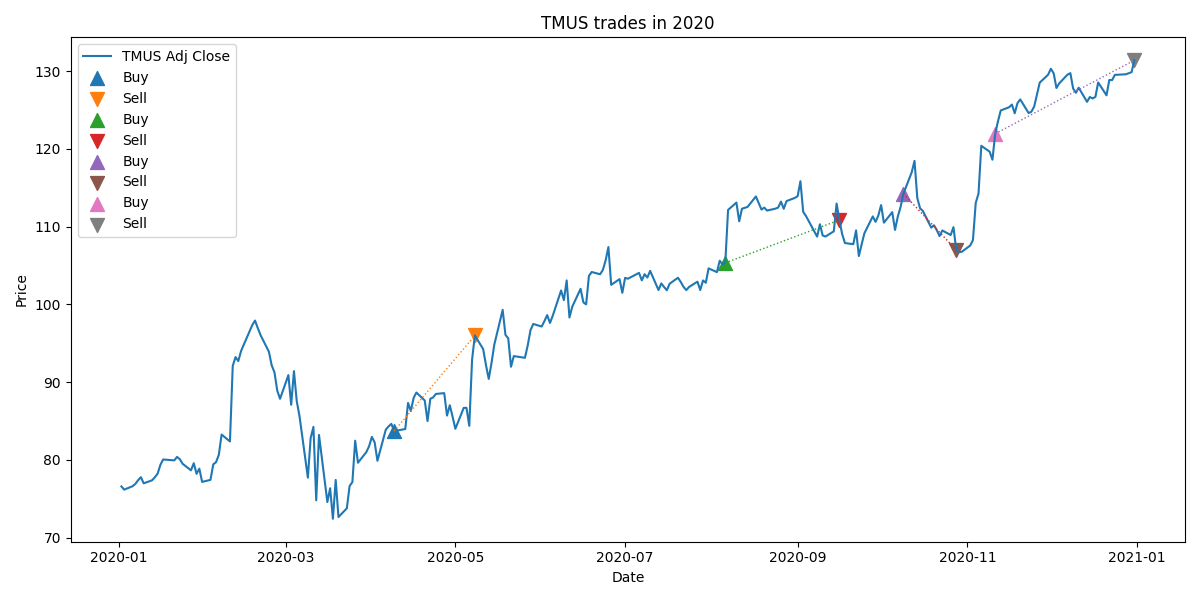 TMUS trades in 2020
TMUS Adj Close
Buy
Sell
Buy
Sell
Buy
Sell
Buy
Sell
Price
130
120
110
100
90
80
70
2020-01 2020-03 2020-05 2020-07 2020-09 2020-11 2021-01
Date